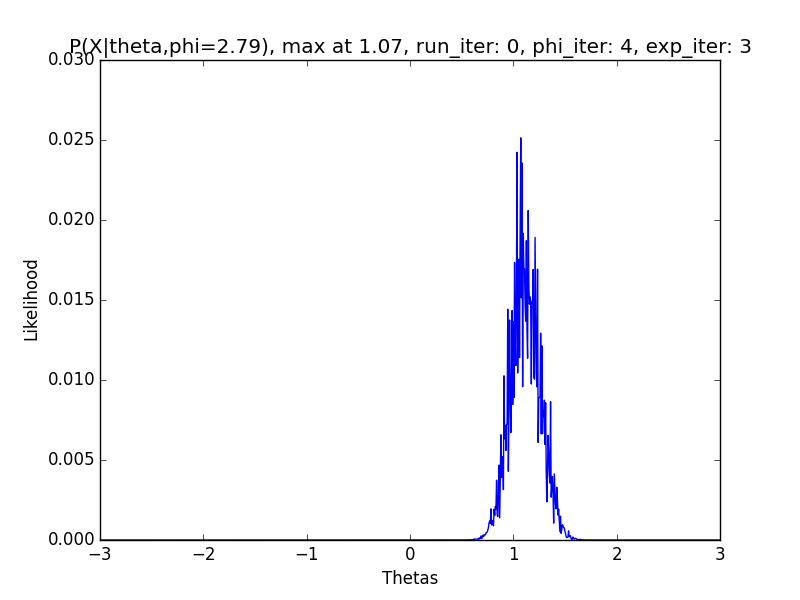 P(X|theta,phi=2.79), max at 1.07, run_iter: 0, phi_iter: 4, exp_iter: 3
0.030
0.025
0.020
0.015
0.010
0.005
0.000
Likelihood
−3 −2 −1 0 1 2 3
Thetas